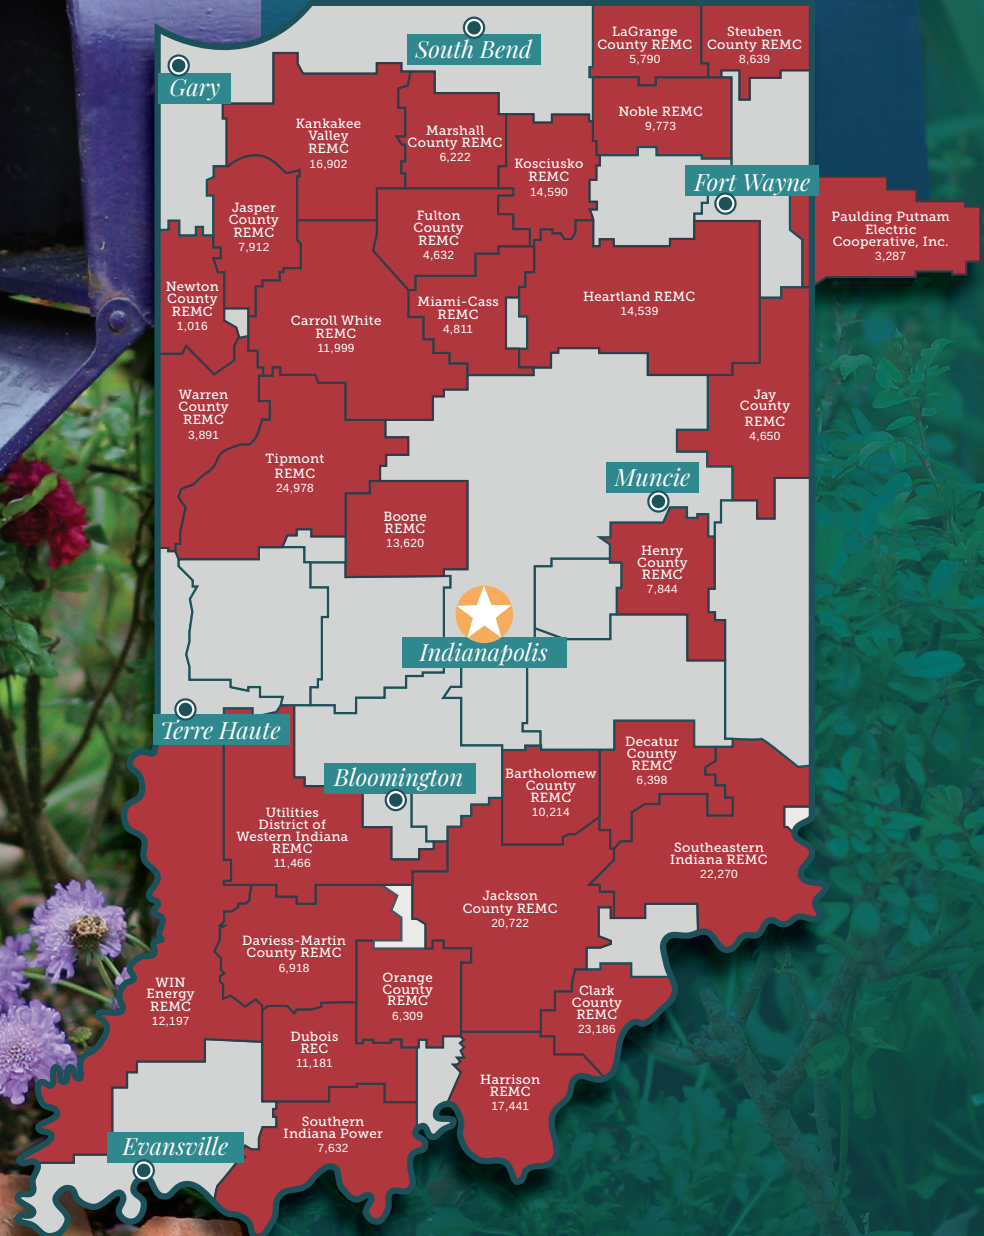 South Bend
Gary
LaGrange
County REMC
5,790
Steuben
County REMC
8,639
Noble REMC
9,773
Kankakee
Valley
REMC
16,902
Marshall
County REMC
6,222
Kosciusko
REMC
14,590
Fort Wayne
Paulding Putnam
Electric
Cooperative, Inc.
3,287
Jasper
County
REMC
7,912
Fulton
County
REMC
4,632
Newton
County
REMC
1,016
Miami-Cass
REMC
4,811
Heartland REMC
14,539
Carroll White
REMC
11,999
Warren
County
REMC
3,891
Jay
County
REMC
4,650
Tipmont
REMC
24,978
Muncie
Boone
REMC
13,620
Henry
County
REMC
7,844
Indianapolis
Terre Haute
Bloomington
Decatur
County
REMC
6,398
Bartholomew
County
REMC
10,214
Utilities
District of
Western Indiana
REMC
11,466
Southeastern
Indiana REMC
22,270
Jackson
County REMC
20,722
Daviess-Martin
County REMC
6,918
WIN
Energy
REMC
12,197
Orange
County
REMC
6,309
Clark
County
REMC
23,186
Dubois
REC
11,181
Harrison
REMC
17,441
Southern
Indiana Power
7,632
Evansville